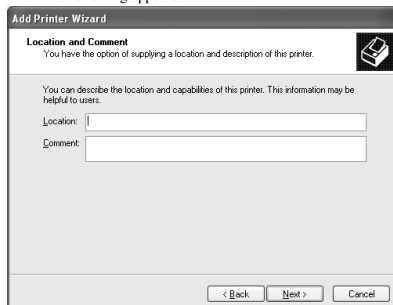 Add Printer Wizard
Location and Comment
You have the option of supplying a location and description of this printer.
You can describe the location and capabilities of this printer. This information may be
helpful to users.
Location:
Comment:
< Back
Next >
Cancel